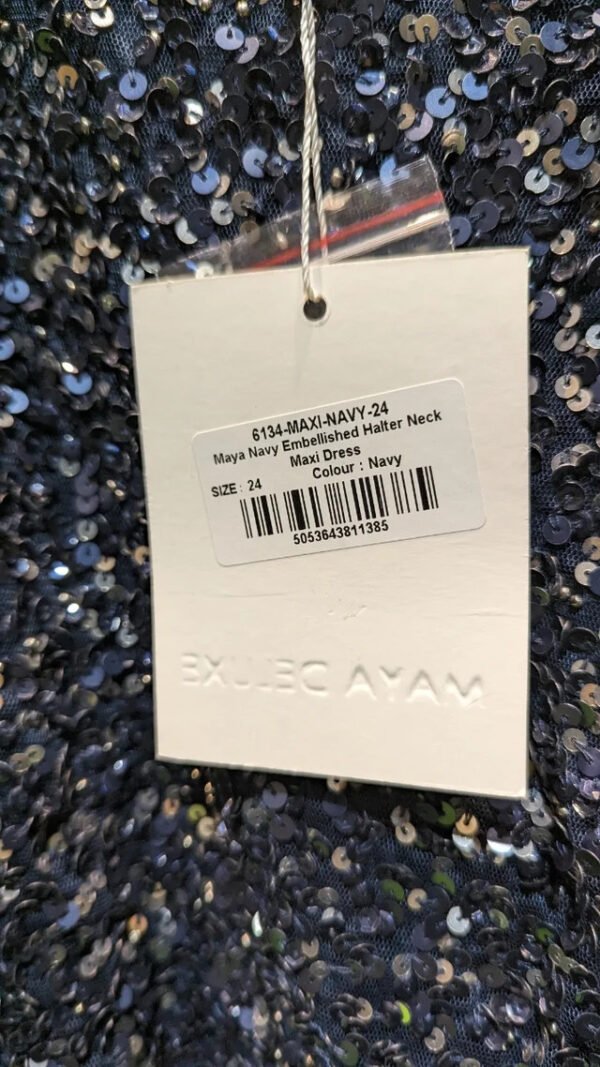 6134-MAXI-NAVY-24
Maya Navy Embellished Halter Neck
Maxi Dress
SIZE: 24 Colour : Navy
5053643811385
MAYA DELUXE